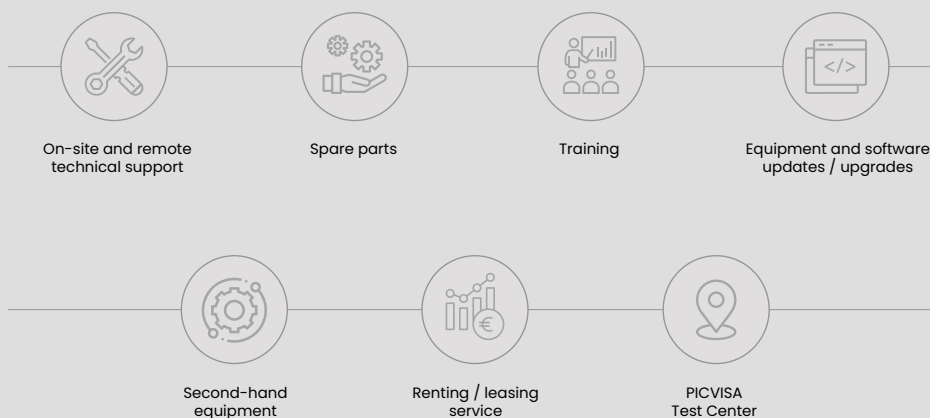 </>
On-site and remote
technical support
Spare parts
Training
Equipment and software
updates / upgrades
€
Second-hand
equipment
Renting / leasing
service
PICVISA
Test Center